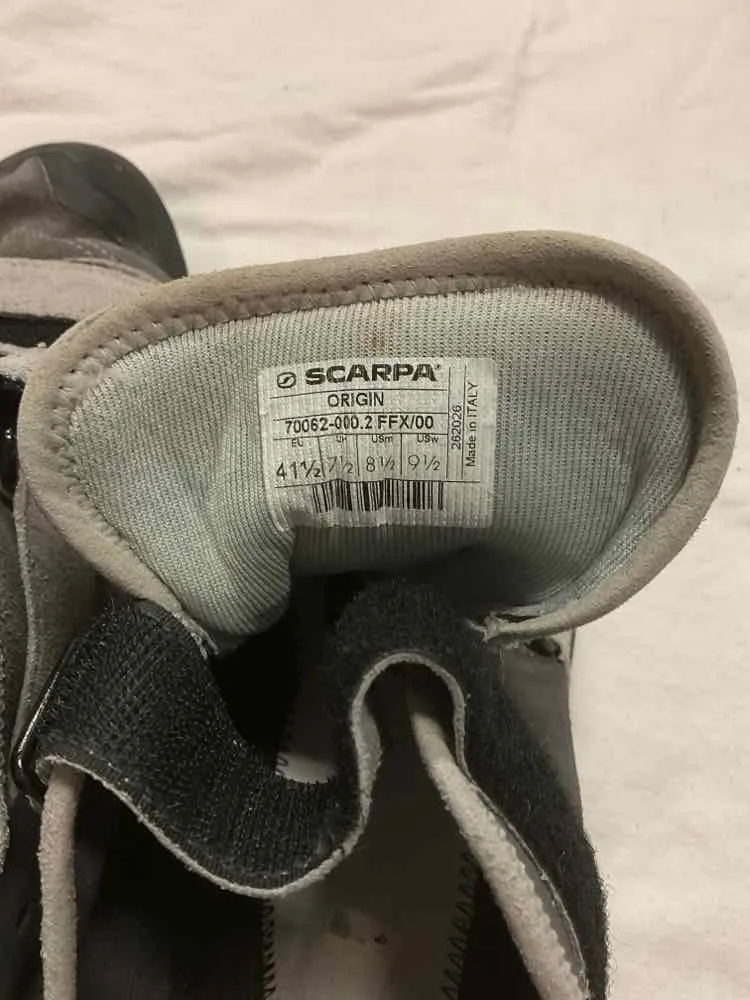 SCARPA
ORIGIN
70062-000.2 FFX/00
EU UK USm USw
41½ 7½ 8½ 9½
262026
Made in ITALY